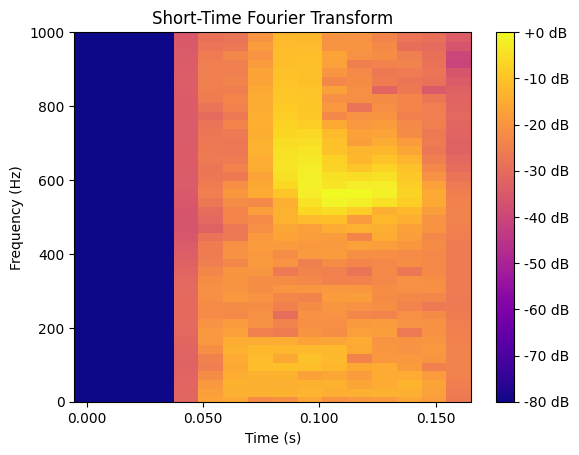 Short-Time Fourier Transform
1000
800
600
400
200
0
Frequency (Hz)
0.000
0.050
0.100
0.150
Time (s)
+0 dB
-10 dB
-20 dB
-30 dB
-40 dB
-50 dB
-60 dB
-70 dB
-80 dB